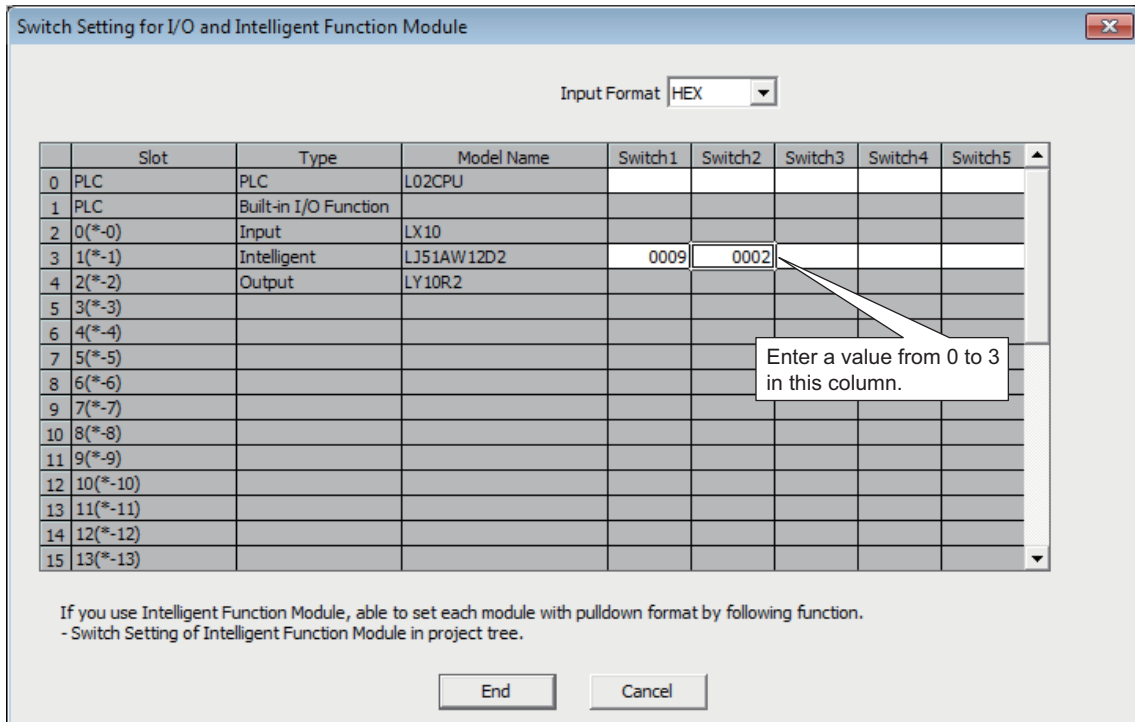 Switch Setting for I/O and Intelligent Function Module
Input Format HEX
Slot Type Model Name Switch1 Switch2 Switch3 Switch4 Switch5
0 PLC PLC L02CPU
1 PLC Built-in I/O Function
2 0(*-0) Input LX10
3 1(*-1) Intelligent LJ51AW12D2 0009 0002
4 2(*-2) Output LY10R2
5 3(*-3)
6 4(*-4)
7 5(*-5)
8 6(*-6)
9 7(*-7)
10 8(*-8)
11 9(*-9)
12 10(*-10)
13 11(*-11)
14 12(*-12)
15 13(*-13)
Enter a value from 0 to 3
in this column.
If you use Intelligent Function Module, able to set each module with pulldown format by following function.
- Switch Setting of Intelligent Function Module in project tree.
End Cancel